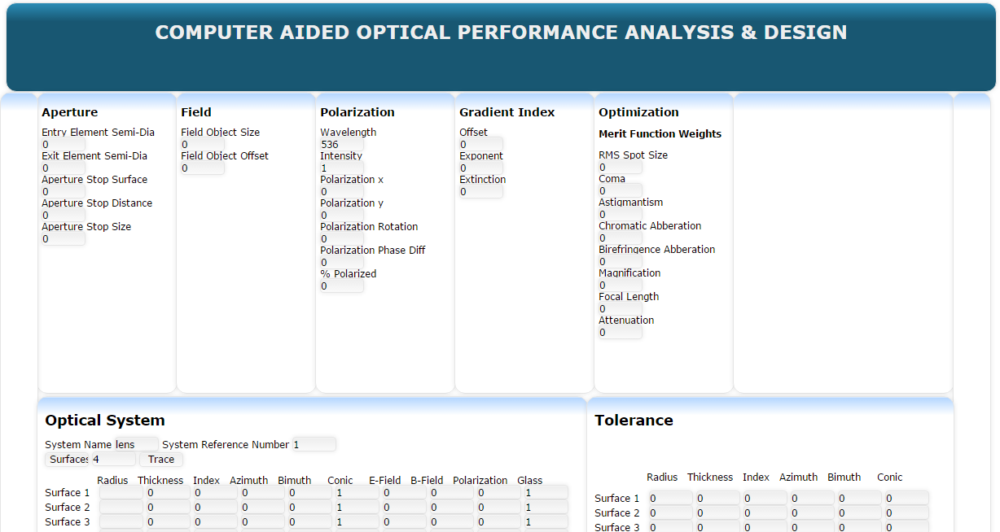 COMPUTER AIDED OPTICAL PERFORMANCE ANALYSIS & DESIGN
Aperture
Entry Element Semi-Dia
0
Exit Element Semi-Dia
0
Aperture Stop Surface
0
Aperture Stop Distance
0
Aperture Stop Size
0
Field
Field Object Size
0
Field Object Offset
0
Polarization
Wavelength
536
Intensity
1
Polarization x
0
Polarization y
0
Polarization Rotation
0
Polarization Phase Diff
0
% Polarized
0
Gradient Index
Offset
0
Exponent
0
Extinction
0
Optimization
Merit Function Weights
RMS Spot Size
0
Coma
0
Astigmantism
0
Chromatic Abberation
0
Birefringence Abberation
0
Magnification
0
Focal Length
0
Attenuation
0
Optical System
System Name lens System Reference Number 1
Surfaces 4 Trace
Radius Thickness Index Azimuth Bimuth Conic E-Field B-Field Polarization Glass
Surface 1 0 0 0 0 1 0 0 0 1
Surface 2 0 0 0 0 1 0 0 0 1
Surface 3 0 0 0 0 1 0 0 0 1
Tolerance
Radius Thickness Index Azimuth Bimuth Conic
Surface 1 0 0 0 0 0 0
Surface 2 0 0 0 0 0 0
Surface 3 0 0 0 0 0 0